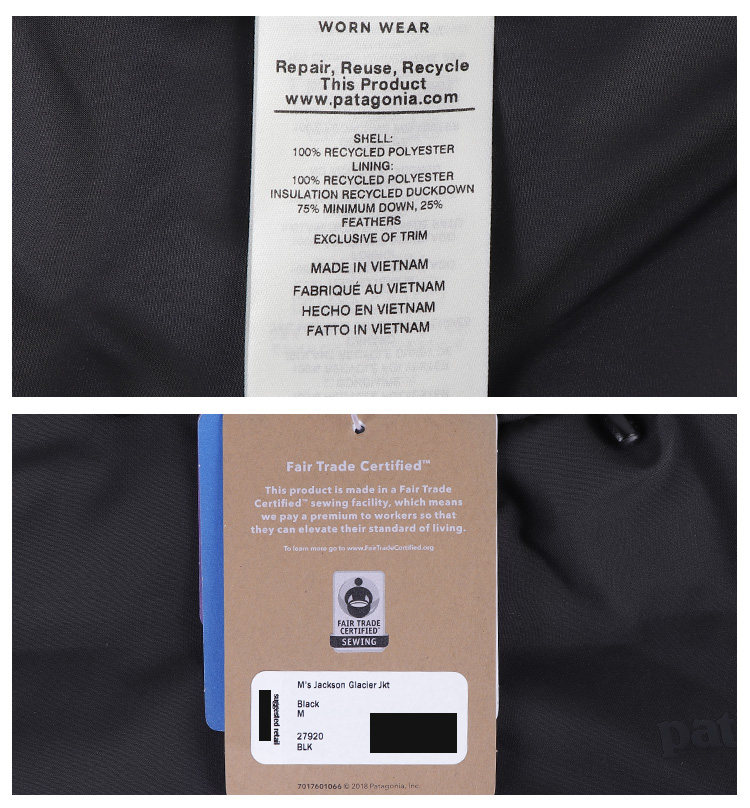 WORN WEAR
Repair, Reuse, Recycle
This Product
www.patagonia.com
SHELL:
100% RECYCLED POLYESTER
LINING:
100% RECYCLED POLYESTER
INSULATION RECYCLED DUCKDOWN
75% MINIMUM DOWN, 25%
FEATHERS
EXCLUSIVE OF TRIM
MADE IN VIETNAM
FABRIQUÉ AU VIETNAM
HECHO EN VIETNAM
FATTO IN VIETNAM
Fair Trade Certified™
This product is made in a Fair Trade
Certified™ sewing facility, which means
we pay a premium to workers so that
they can elevate their standard of living.
To learn more go to www.FairTradeCertified.org
FAIR TRADE
CERTIFIED
SEWING
M's Jackson Glacier Jkt
Black
M
27920
BLK
suggested retail
7017601066 © 2018 Patagonia, Inc.